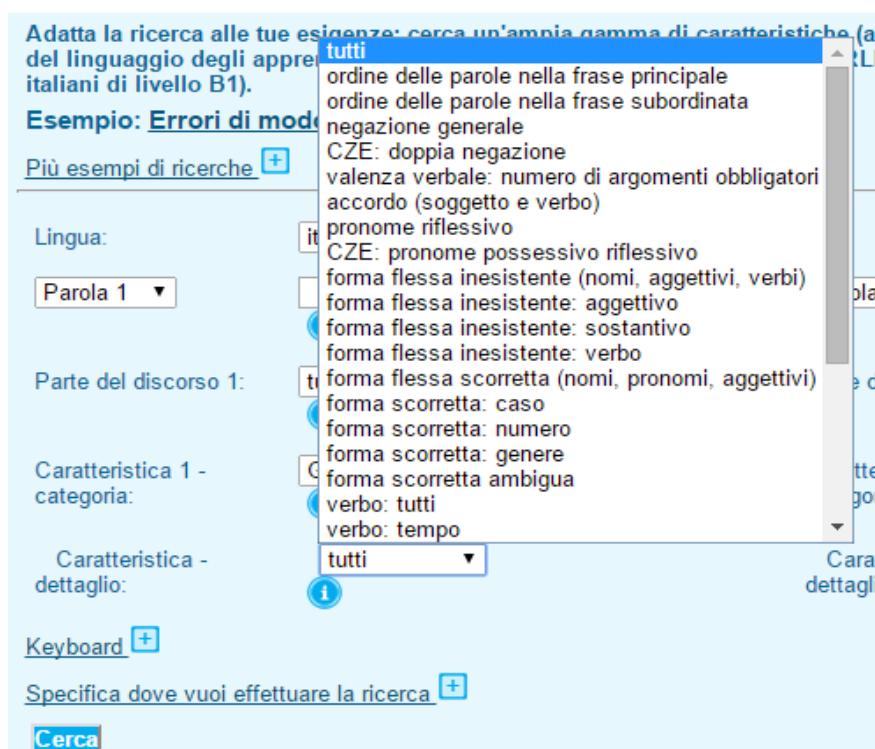 Adatta la ricerca alle tue esigenze: cerca un'ampia gamma di caratteristiche (a
del linguaggio degli
italiani di livello B1).
Esempio: Errori di
Più esempi di ricerche
Lingua:
Parola 1
Parte del discorso 1:
Caratteristica 1 -
categoria:
Caratteristica -
dettaglio:
tutti
tutti
ordine delle parole nella frase principale
ordine delle parole nella frase subordinata
negazione generale
CZE: doppia negazione
valenza verbale: numero di argomenti obbligatori
accordo (soggetto e verbo)
pronome riflessivo
CZE: pronome possessivo riflessivo
forma flessa inesistente (nomi, aggettivi, verbi)
forma flessa inesistente: aggettivo
forma flessa inesistente: sostantivo
forma flessa inesistente: verbo
forma flessa scorretta (nomi, pronomi, aggettivi)
forma scorretta: caso
forma scorretta: numero
forma scorretta: genere
forma scorretta ambigua
verbo: tutti
verbo: tempo
Keyboard
Specifica dove vuoi effettuare la ricerca
Cerca